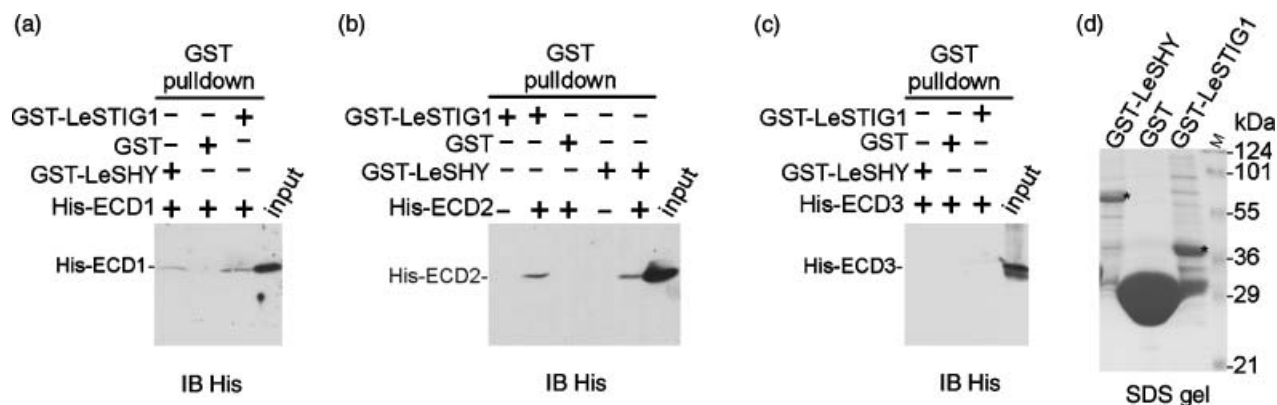 (a)
GST
pulldown
GST-LeSTIG1 - - +
GST - + -
GST-LeSHY + - -
His-ECD1 + + + input
His-ECD1-
IB His
(b)
GST
pulldown
GST-LeSTIG1 + + - - -
GST - - + - -
GST-LeSHY - - - + +
His-ECD2 - + + - + input
His-ECD2-
IB His
(c)
GST
pulldown
GST-LeSTIG1 - - +
GST - + -
GST-LeSHY + - -
His-ECD3 + + + input
His-ECD3-
IB His
(d)
GST-LeSHY
GST
GST-LeSTIG1
M
kDa
-124
-101
*
-55
*
-36
-29
-21
SDS gel